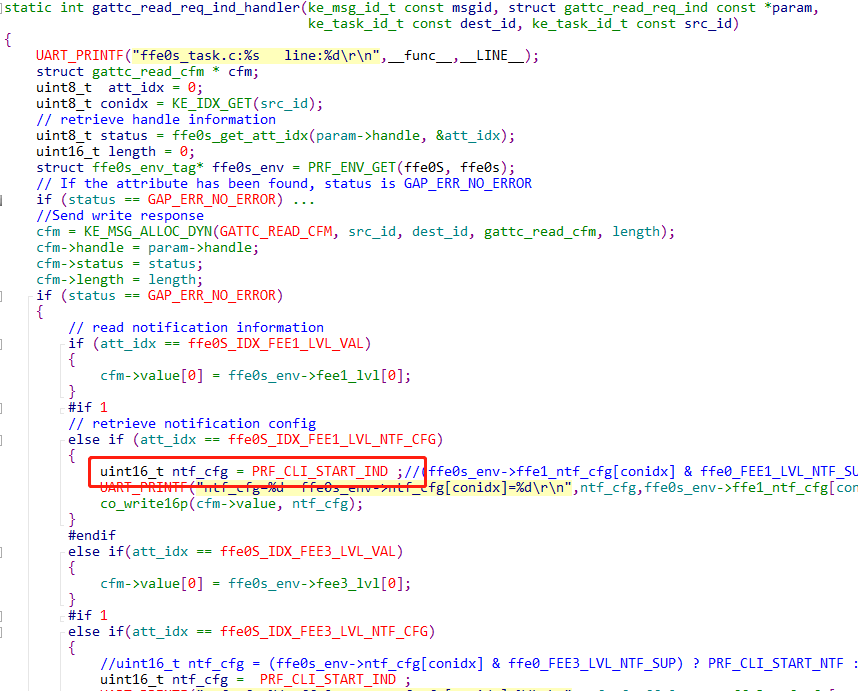 static int gattc_read_req_ind_handler(ke_msg_id_t const msgid, struct gattc_read_req_ind const *param,
ke_task_id_t const dest_id, ke_task_id_t const src_id)
{
UART_PRINTF("ffe0s_task.c:%s   line:%d\r\n",__func__,__LINE__);
struct gattc_read_cfm * cfm;
uint8_t  att_idx = 0;
uint8_t conidx = KE_IDX_GET(src_id);
// retrieve handle information
uint8_t status = ffe0s_get_att_idx(param->handle, &att_idx);
uint16_t length = 0;
struct ffe0s_env_tag* ffe0s_env = PRF_ENV_GET(ffe0S, ffe0s);
// If the attribute has been found, status is GAP_ERR_NO_ERROR
if (status == GAP_ERR_NO_ERROR) ...
//Send write response
cfm = KE_MSG_ALLOC_DYN(GATTC_READ_CFM, src_id, dest_id, gattc_read_cfm, length);
cfm->handle = param->handle;
cfm->status = status;
cfm->length = length;
if (status == GAP_ERR_NO_ERROR)
{
// read notification information
if (att_idx == ffe0S_IDX_FEE1_LVL_VAL)
{
cfm->value[0] = ffe0s_env->fee1_lvl[0];
}
#if 1
// retrieve notification config
else if (att_idx == ffe0S_IDX_FEE1_LVL_NTF_CFG)
{
uint16_t ntf_cfg = PRF_CLI_START_IND ;//(ffe0s_env->ffe1_ntf_cfg[conidx] & ffe0_FEE1_LVL_NTF_SU
UART_PRINTF("ntf_cfg=%d  ffe0s_env->ntf_cfg[conidx]=%d\r\n",ntf_cfg,ffe0s_env->ffe1_ntf_cfg[con
co_write16p(cfm->value, ntf_cfg);
}
#endif
else if(att_idx == ffe0S_IDX_FEE3_LVL_VAL)
{
cfm->value[0] = ffe0s_env->fee3_lvl[0];
}
#if 1
else if(att_idx == ffe0S_IDX_FEE3_LVL_NTF_CFG)
{
//uint16_t ntf_cfg = (ffe0s_env->ntf_cfg[conidx] & ffe0_FEE3_LVL_NTF_SUP) ? PRF_CLI_START_NTF :
uint16_t ntf_cfg =  PRF_CLI_START_IND ;